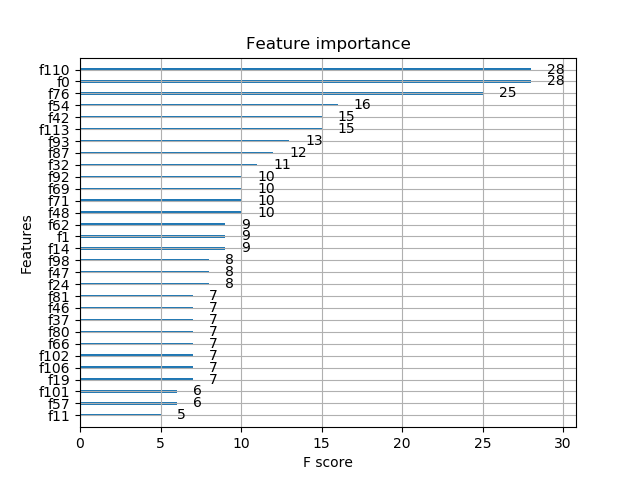 Feature importance
f110 28
f0 28
f76 25
f54 16
f42 15
f113 15
f93 13
f87 12
f32 11
f92 10
f69 10
f71 10
f48 10
f62 9
f1 9
f14 9
f98 8
f47 8
f24 8
f81 7
f46 7
f37 7
f80 7
f66 7
f102 7
f106 7
f19 7
f101 6
f57 6
f11 5
Features
0 5 10 15 20 25 30
F score